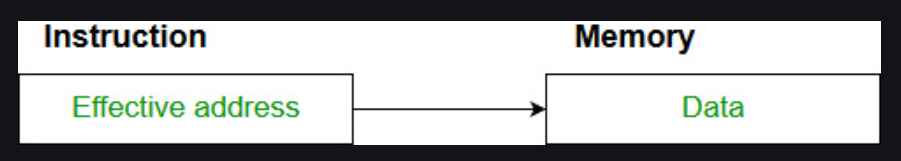 Instruction
Memory
Effective address
Data